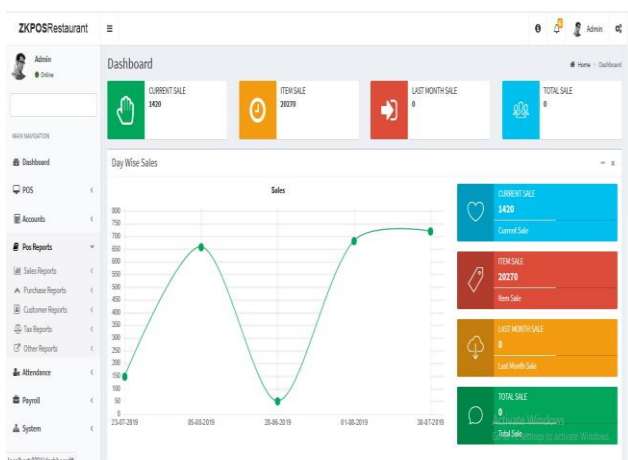 ZKPOSRestaurant
Admin
Admin
Online
MAIN NAVIGATION
Dashboard
POS
Accounts
Pos Reports
Sales Reports
Purchase Reports
Customer Reports
Tax Reports
Other Reports
Attendance
Payroll
System
Dashboard
Home Dashboard
CURRENT SALE
1420
ITEM SALE
20270
LAST MONTH SALE
0
TOTAL SALE
0
Day Wise Sales
Sales
800
750
700
650
600
550
500
450
400
350
300
250
200
150
100
50
0
23-07-2019 05-08-2019 28-06-2019 01-08-2019 30-07-2019
CURRENT SALE
1420
Current Sale
ITEM SALE
20270
Item Sale
LAST MONTH SALE
0
Last Month Sale
TOTAL SALE
0
Total Sale
Activate Windows
Settings to activate Windows.